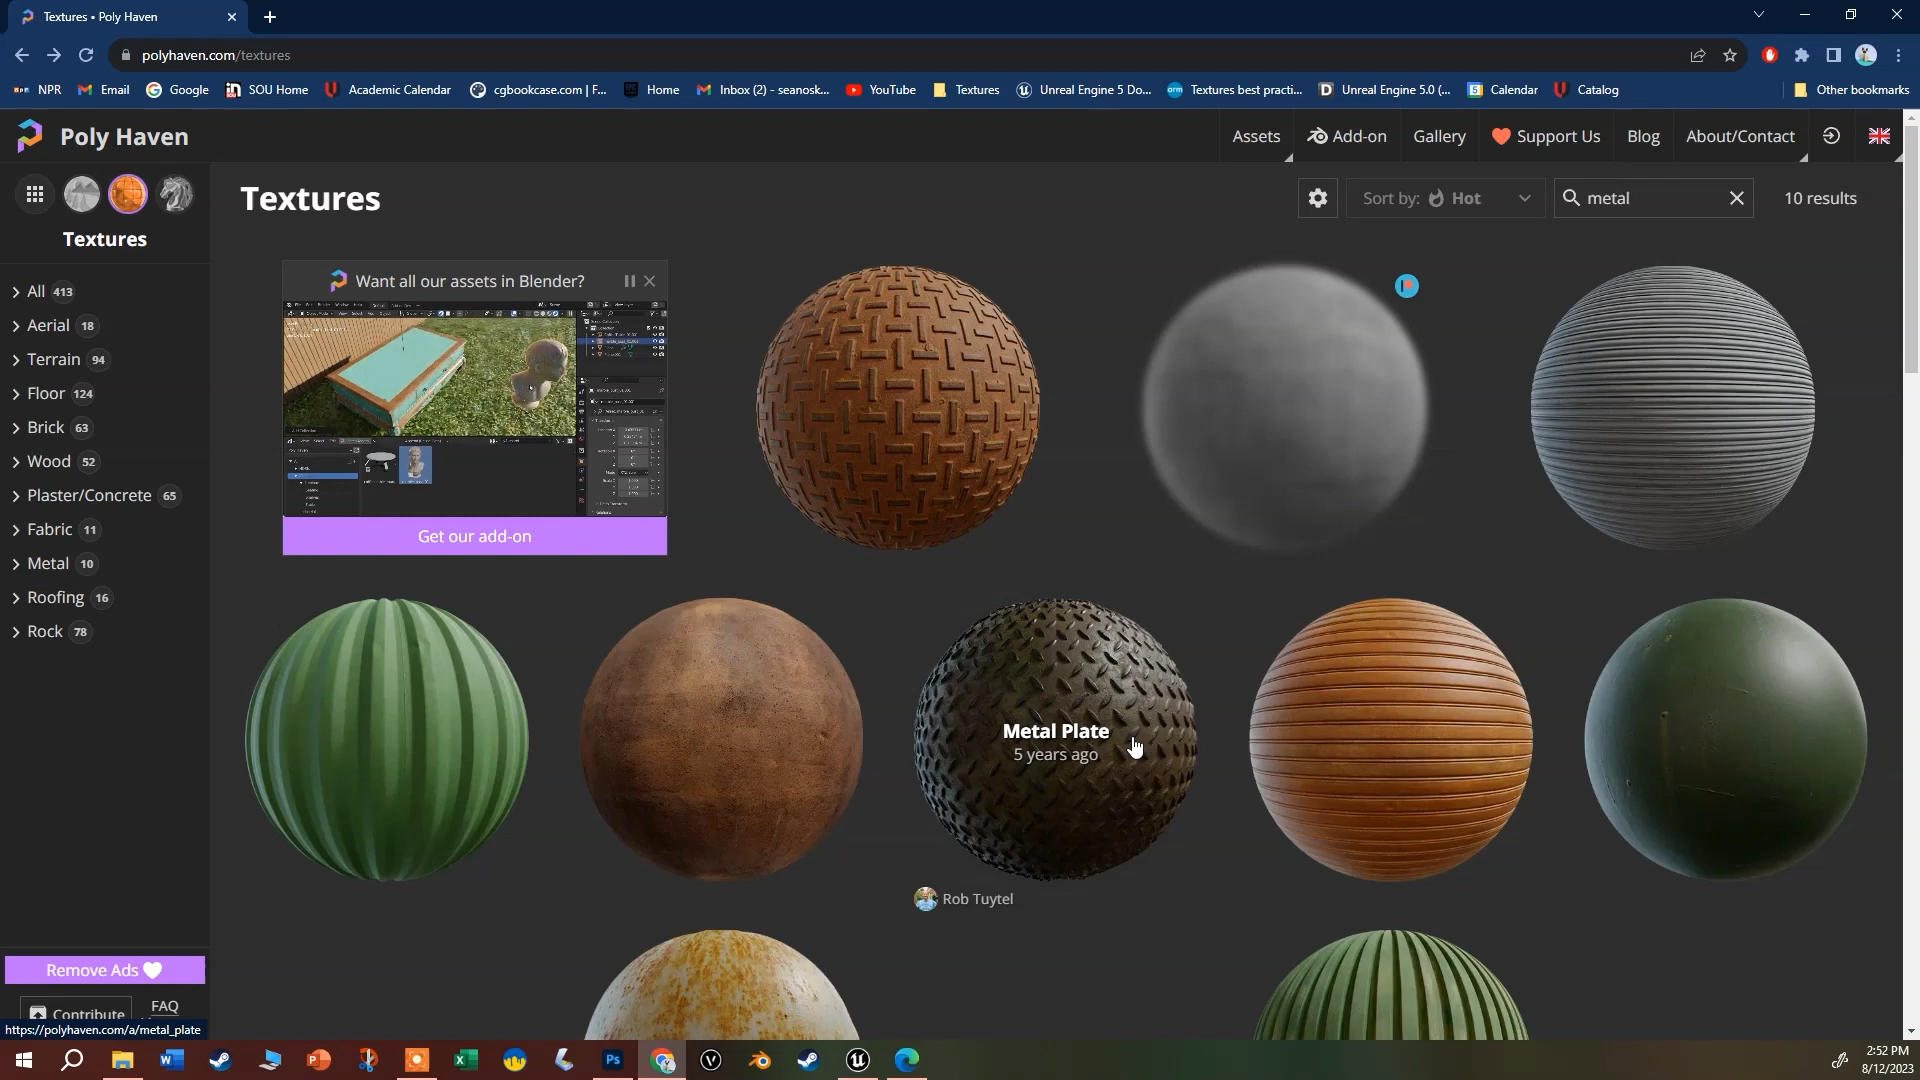 Textures • Poly Haven
polyhaven.com/textures
NPR
Email
Google
SOU Home
Academic Calendar
cgbookcase.com | F...
Home
Inbox (2) - seanosk...
YouTube
Textures
Unreal Engine 5 Do...
Textures best practi...
Unreal Engine 5.0 (...
Calendar
Catalog
Other bookmarks
Poly Haven
Assets
Add-on
Gallery
Support Us
Blog
About/Contact
Textures
Sort by: Hot
metal
10 results
Textures
All 413
Aerial 18
Terrain 94
Floor 124
Brick 63
Wood 52
Plaster/Concrete 65
Fabric 11
Metal 10
Roofing 16
Rock 78
Want all our assets in Blender?
Get our add-on
Metal Plate
5 years ago
Rob Tuytel
Remove Ads
Contribute
FAQ
https://polyhaven.com/a/metal_plate
2:52 PM
8/12/2023